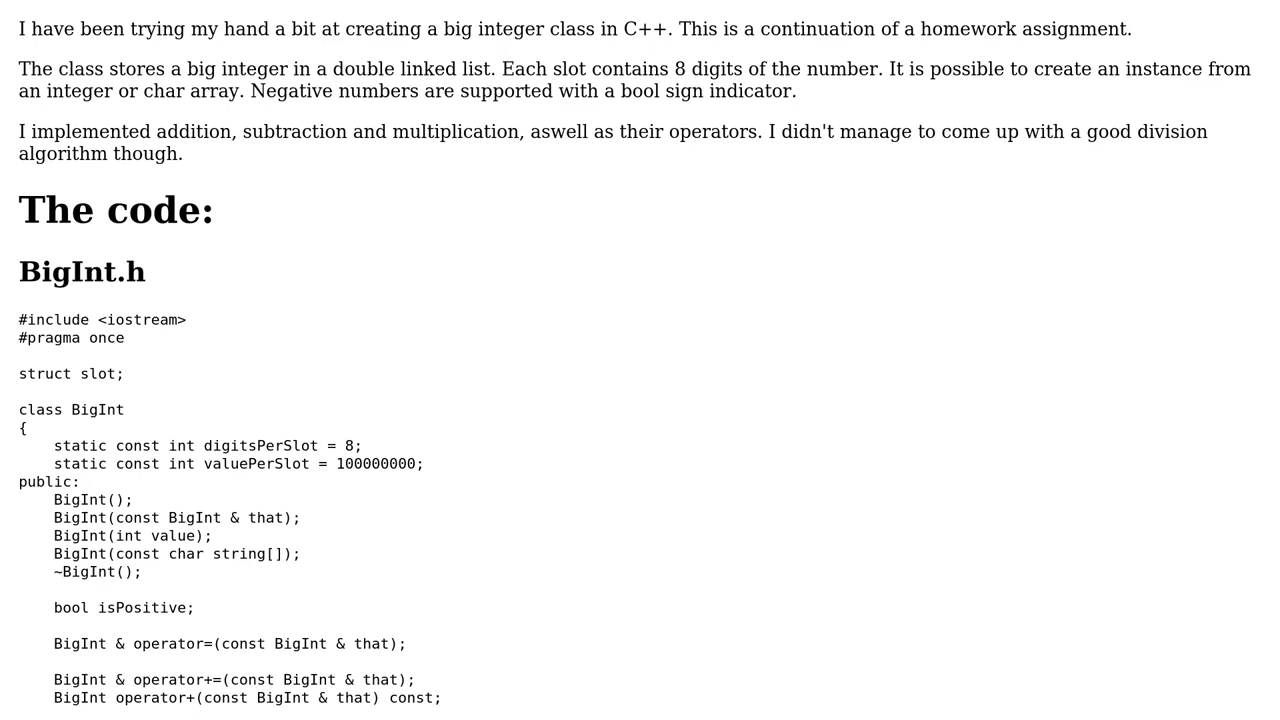 I have been trying my hand a bit at creating a big integer class in C++. This is a continuation of a homework assignment.
The class stores a big integer in a double linked list. Each slot contains 8 digits of the number. It is possible to create an instance from
an integer or char array. Negative numbers are supported with a bool sign indicator.
I implemented addition, subtraction and multiplication, aswell as their operators. I didn't manage to come up with a good division
algorithm though.
The code:
BigInt.h
#include <iostream>
#pragma once
struct slot;
class BigInt
{
    static const int digitsPerSlot = 8;
    static const int valuePerSlot = 100000000;
public:
    BigInt();
    BigInt(const BigInt & that);
    BigInt(int value);
    BigInt(const char string[]);
    ~BigInt();
    bool isPositive;
    BigInt & operator=(const BigInt & that);
    BigInt & operator+=(const BigInt & that);
    BigInt operator+(const BigInt & that) const;